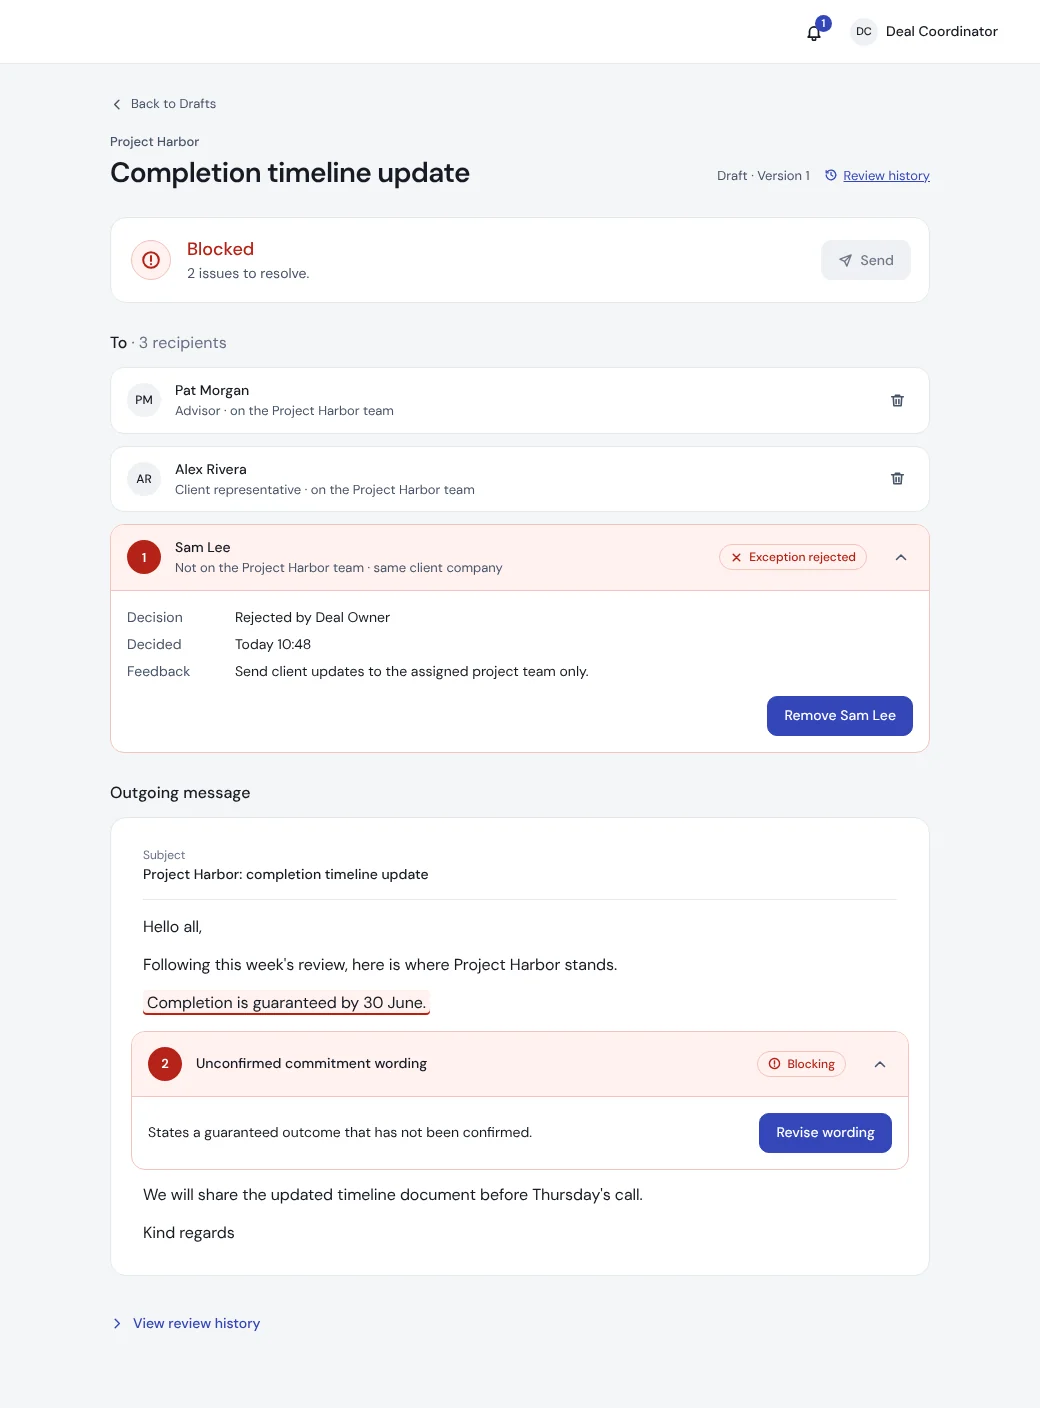 1
DC Deal Coordinator
Back to Drafts
Project Harbor
Completion timeline update
Draft · Version 1 Review history
Blocked
2 issues to resolve.
Send
To · 3 recipients
PM
Pat Morgan
Advisor · on the Project Harbor team
AR
Alex Rivera
Client representative · on the Project Harbor team
1
Sam Lee
Not on the Project Harbor team · same client company
Exception rejected
Decision Rejected by Deal Owner
Decided Today 10:48
Feedback Send client updates to the assigned project team only.
Remove Sam Lee
Outgoing message
Subject
Project Harbor: completion timeline update
Hello all,
Following this week's review, here is where Project Harbor stands.
Completion is guaranteed by 30 June.
2 Unconfirmed commitment wording Blocking
States a guaranteed outcome that has not been confirmed. Revise wording
We will share the updated timeline document before Thursday's call.
Kind regards
View review history